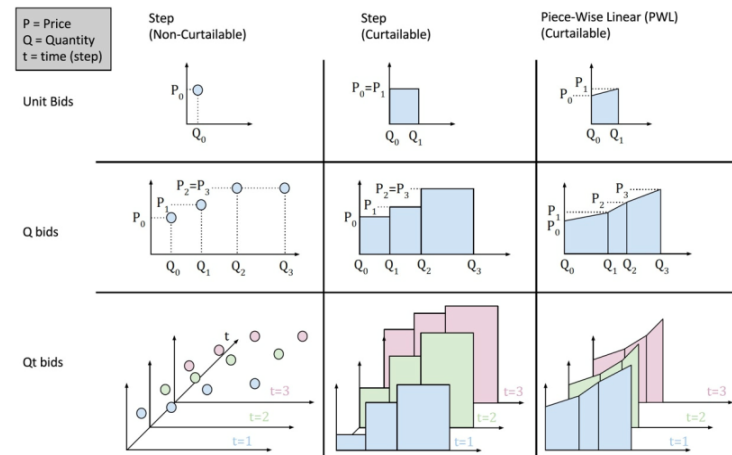 P = Price
Q = Quantity
t = time (step)
Step
(Non-Curtailable)
Step
(Curtailable)
Piece-Wise Linear (PWL)
(Curtailable)
Unit Bids
P₀
Q₀
P₀=P₁
Q₀ Q₁
P₁
P₀
Q₀ Q₁
Q bids
P₂=P₃
P₁
P₀
Q₀ Q₁ Q₂ Q₃
P₂=P₃
P₁
P₀
Q₀ Q₁ Q₂ Q₃
P₃
P₂
P₁
P₀
Q₀ Q₁ Q₂ Q₃
Qt bids
t
t=3
t=2
t=1
t=3
t=2
t=1
t=3
t=2
t=1